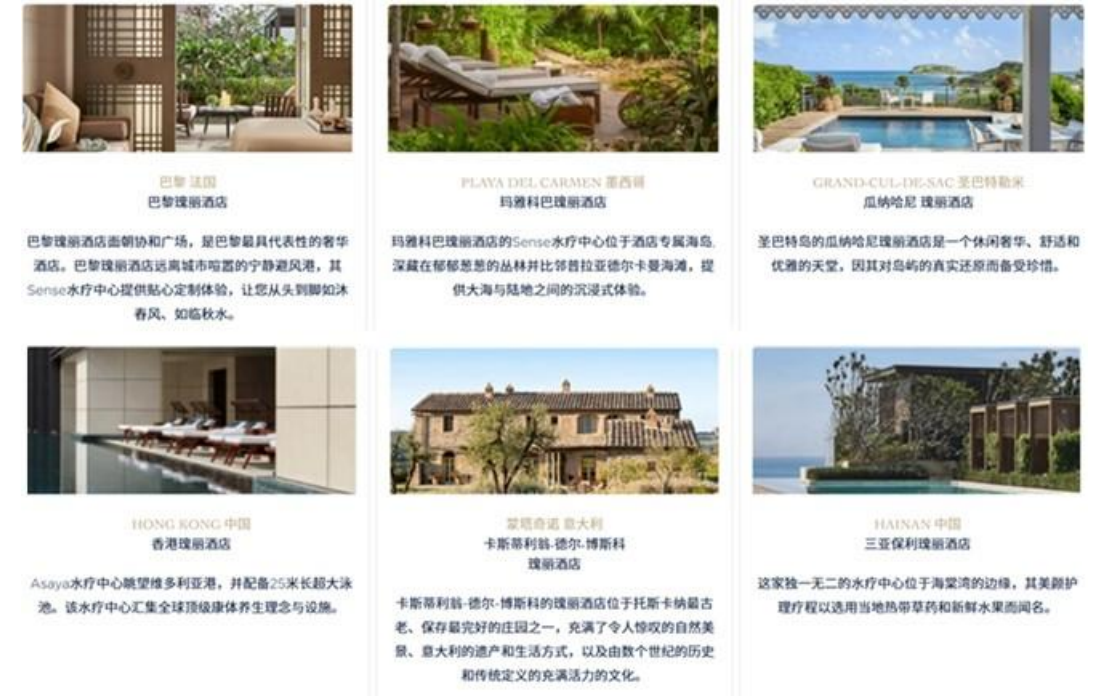 巴黎 法国
巴黎瑰丽酒店
巴黎瑰丽酒店面朝协和广场，是巴黎最具代表性的奢华
酒店。巴黎瑰丽酒店远离城市喧嚣的宁静避风港，其
Sense水疗中心提供贴心定制体验，让您从头到脚如沐
春风、如临秋水。
PLAYA DEL CARMEN 墨西哥
玛雅科巴瑰丽酒店
玛雅科巴瑰丽酒店的Sense水疗中心位于酒店专属海岛,
深藏在郁郁葱葱的丛林并比邻普拉亚德尔卡曼海滩，提
供大海与陆地之间的沉浸式体验。
GRAND-CUL-DE-SAC 圣巴特勒米
瓜纳哈尼 瑰丽酒店
圣巴特岛的瓜纳哈尼瑰丽酒店是一个休闲奢华、舒适和
优雅的天堂，因其对岛屿的真实还原而备受珍惜。
HONG KONG 中国
香港瑰丽酒店
Asaya水疗中心眺望维多利亚港，并配备25米长超大泳
池。该水疗中心汇集全球顶级康体养生理念与设施。
蒙塔奇诺 意大利
卡斯蒂利翁-德尔-博斯科
瑰丽酒店
卡斯蒂利翁-德尔-博斯科的瑰丽酒店位于托斯卡纳最古
老、保存最完好的庄园之一，充满了令人惊叹的自然美
景、意大利的遗产和生活方式，以及由数个世纪的历史
和传统定义的充满活力的文化。
HAINAN 中国
三亚保利瑰丽酒店
这家独一无二的水疗中心位于海棠湾的边缘，其美颜护
理疗程以选用当地热带草药和新鲜水果而闻名。